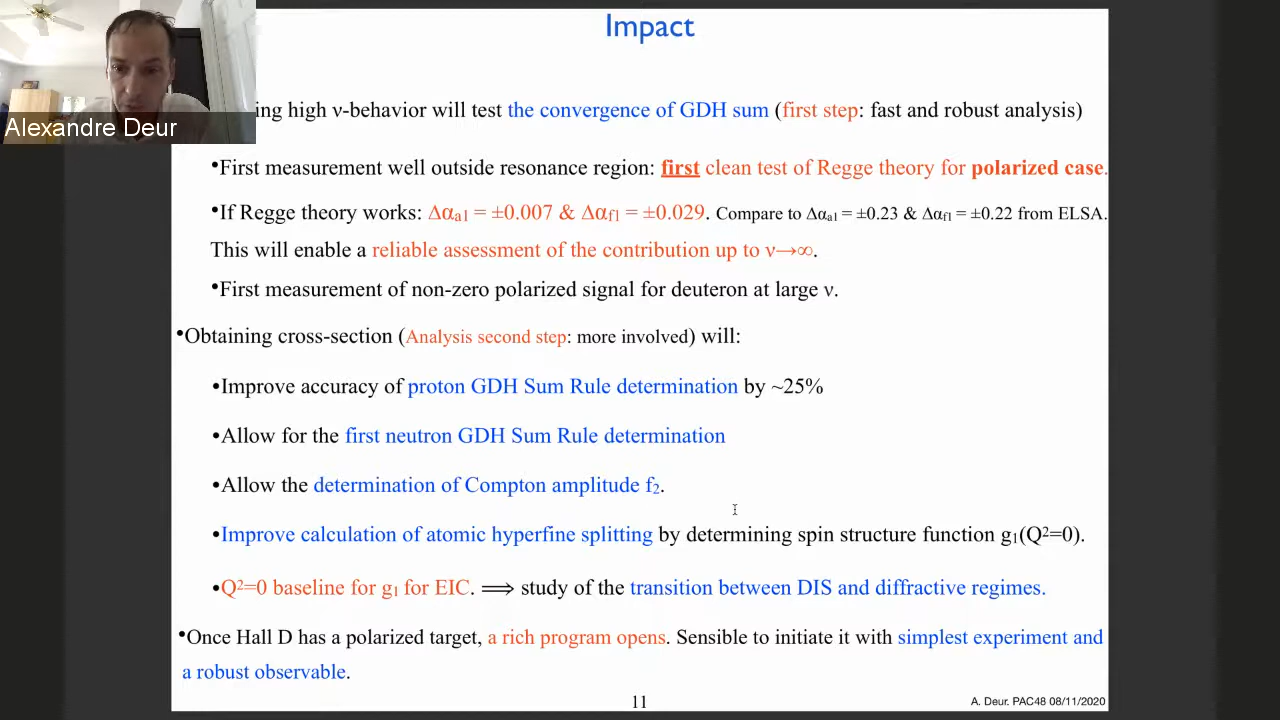 Impact
Alexandre Deur
ing high ν-behavior will test the convergence of GDH sum (first step: fast and robust analysis)
•First measurement well outside resonance region: first clean test of Regge theory for polarized case.
•If Regge theory works: Δαa1 = ±0.007 & Δαf1 = ±0.029. Compare to Δαa1 = ±0.23 & Δαf1 = ±0.22 from ELSA.
This will enable a reliable assessment of the contribution up to ν→∞.
•First measurement of non-zero polarized signal for deuteron at large ν.
•Obtaining cross-section (Analysis second step: more involved) will:
•Improve accuracy of proton GDH Sum Rule determination by ~25%
•Allow for the first neutron GDH Sum Rule determination
•Allow the determination of Compton amplitude f₂.
•Improve calculation of atomic hyperfine splitting by determining spin structure function g₁(Q²=0).
•Q²=0 baseline for g₁ for EIC. ⟹ study of the transition between DIS and diffractive regimes.
•Once Hall D has a polarized target, a rich program opens. Sensible to initiate it with simplest experiment and
a robust observable.
11
A. Deur. PAC48 08/11/2020